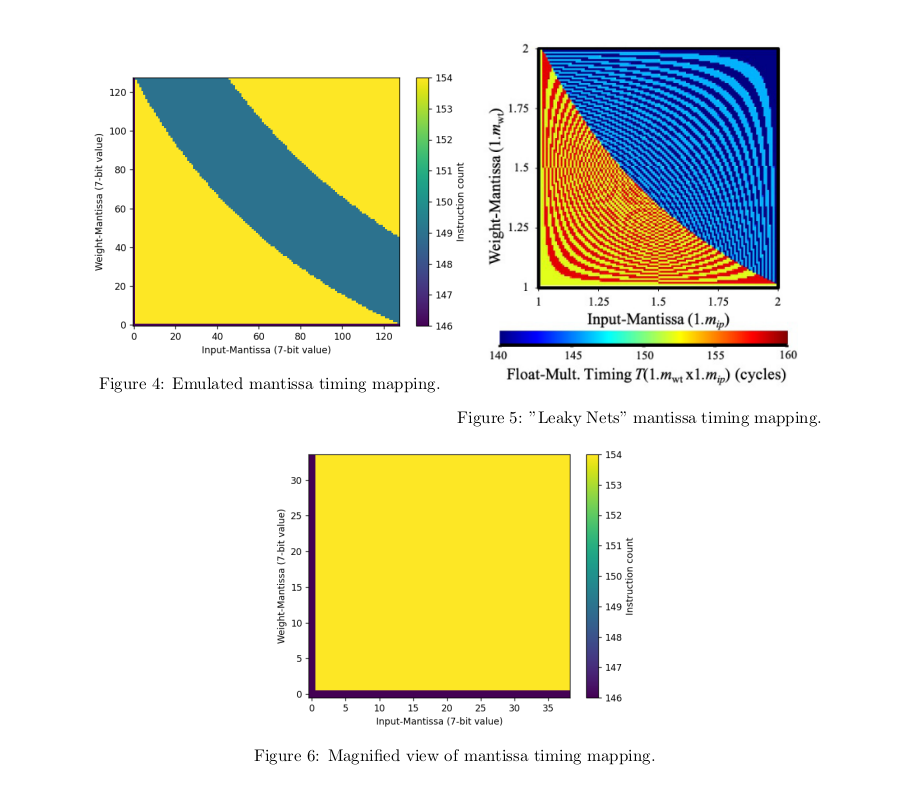 120
100
80
60
40
20
0
Weight-Mantissa (7-bit value)
0 20 40 60 80 100 120
Input-Mantissa (7-bit value)
154
153
152
151
150
149
148
147
146
Instruction count
Figure 4: Emulated mantissa timing mapping.
2
1.75
1.5
1.25
1
Weight-Mantissa (1.mwt)
1 1.25 1.5 1.75 2
Input-Mantissa (1.mip)
140 145 150 155 160
Float-Mult. Timing T(1.mwt x1.mip) (cycles)
Figure 5: ”Leaky Nets” mantissa timing mapping.
30
25
20
15
10
5
0
Weight-Mantissa (7-bit value)
0 5 10 15 20 25 30 35
Input-Mantissa (7-bit value)
154
153
152
151
150
149
148
147
146
Instruction count
Figure 6: Magnified view of mantissa timing mapping.